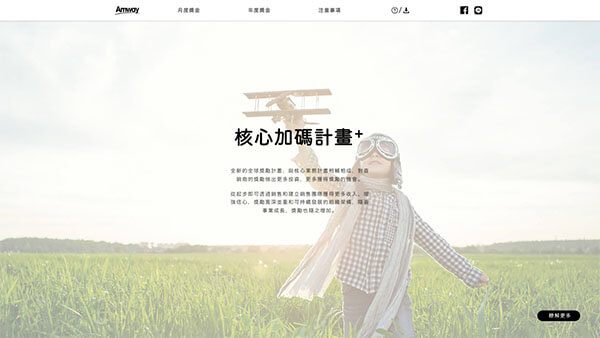 Amway
月度獎金
年度獎金
注意事項
核心加碼計畫+
全新的全球獎勵計畫，與核心業務計畫相輔相成，對直
銷商的獎勵做出更多投資，更多獲得獎勵的機會。
從起步即可透過銷售和建立銷售團隊獲得更多收入，增
強信心，獎勵寬深並重和可持續發展的組織架構，隨著
事業成長，獎勵也隨之增加。
瞭解更多